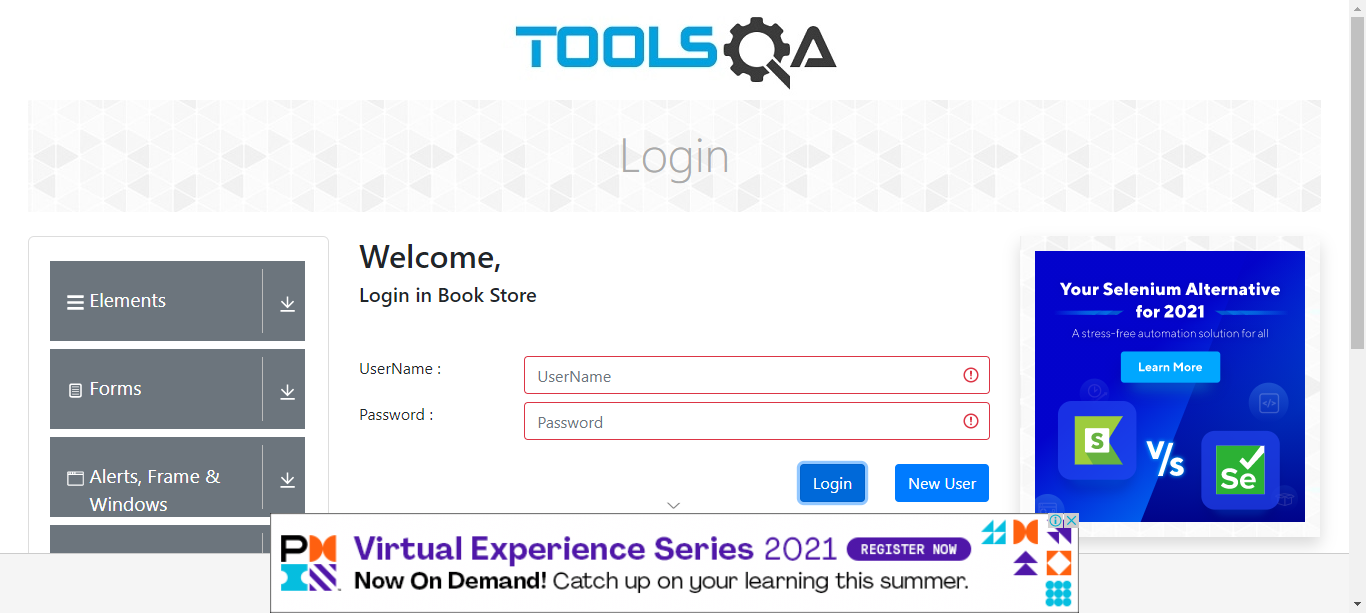 TOOLSQA
Login
Elements
Forms
Alerts, Frame &
Windows
Welcome,
Login in Book Store
UserName :
UserName
Password :
Password
Login
New User
Your Selenium Alternative
for 2021
A stress-free automation solution for all
Learn More
S
V/s
Se
PMI
Virtual Experience Series 2021 REGISTER NOW
Now On Demand! Catch up on your learning this summer.